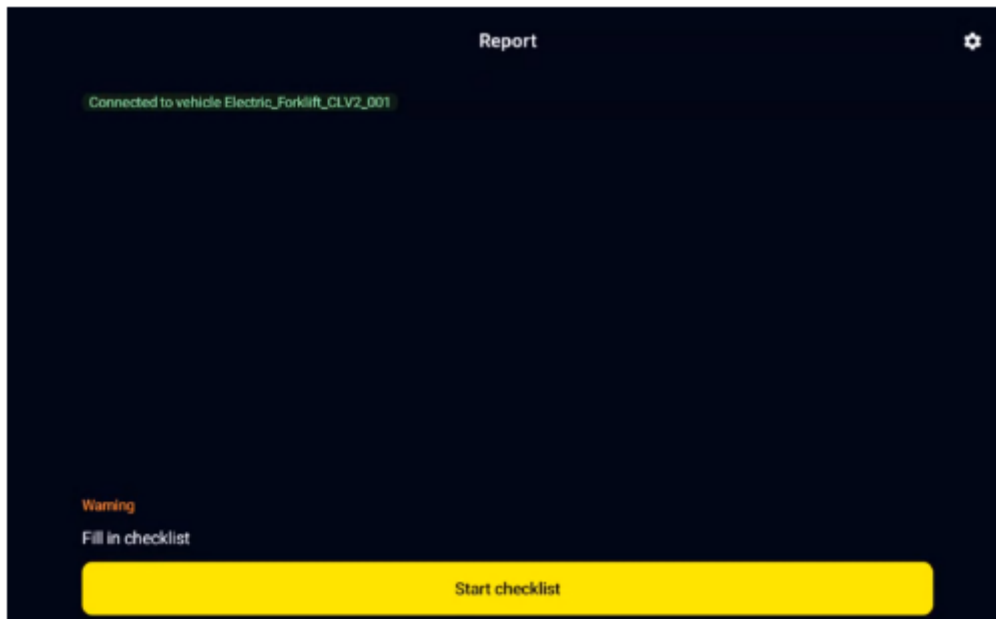 Report
Connected to vehicle Electric_Forklift_CLV2_001
Warning
Fill in checklist
Start checklist